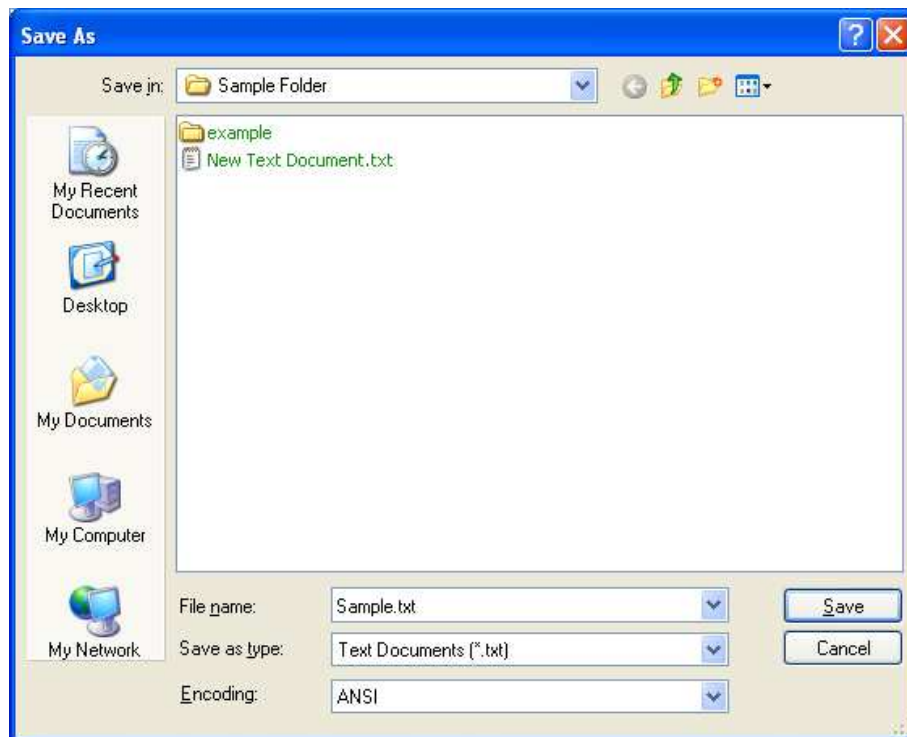 Save As
Save in: Sample Folder
example
New Text Document.txt
My Recent
Documents
Desktop
My Documents
My Computer
My Network
File name: Sample.txt Save
Save as type: Text Documents (*.txt) Cancel
Encoding: ANSI